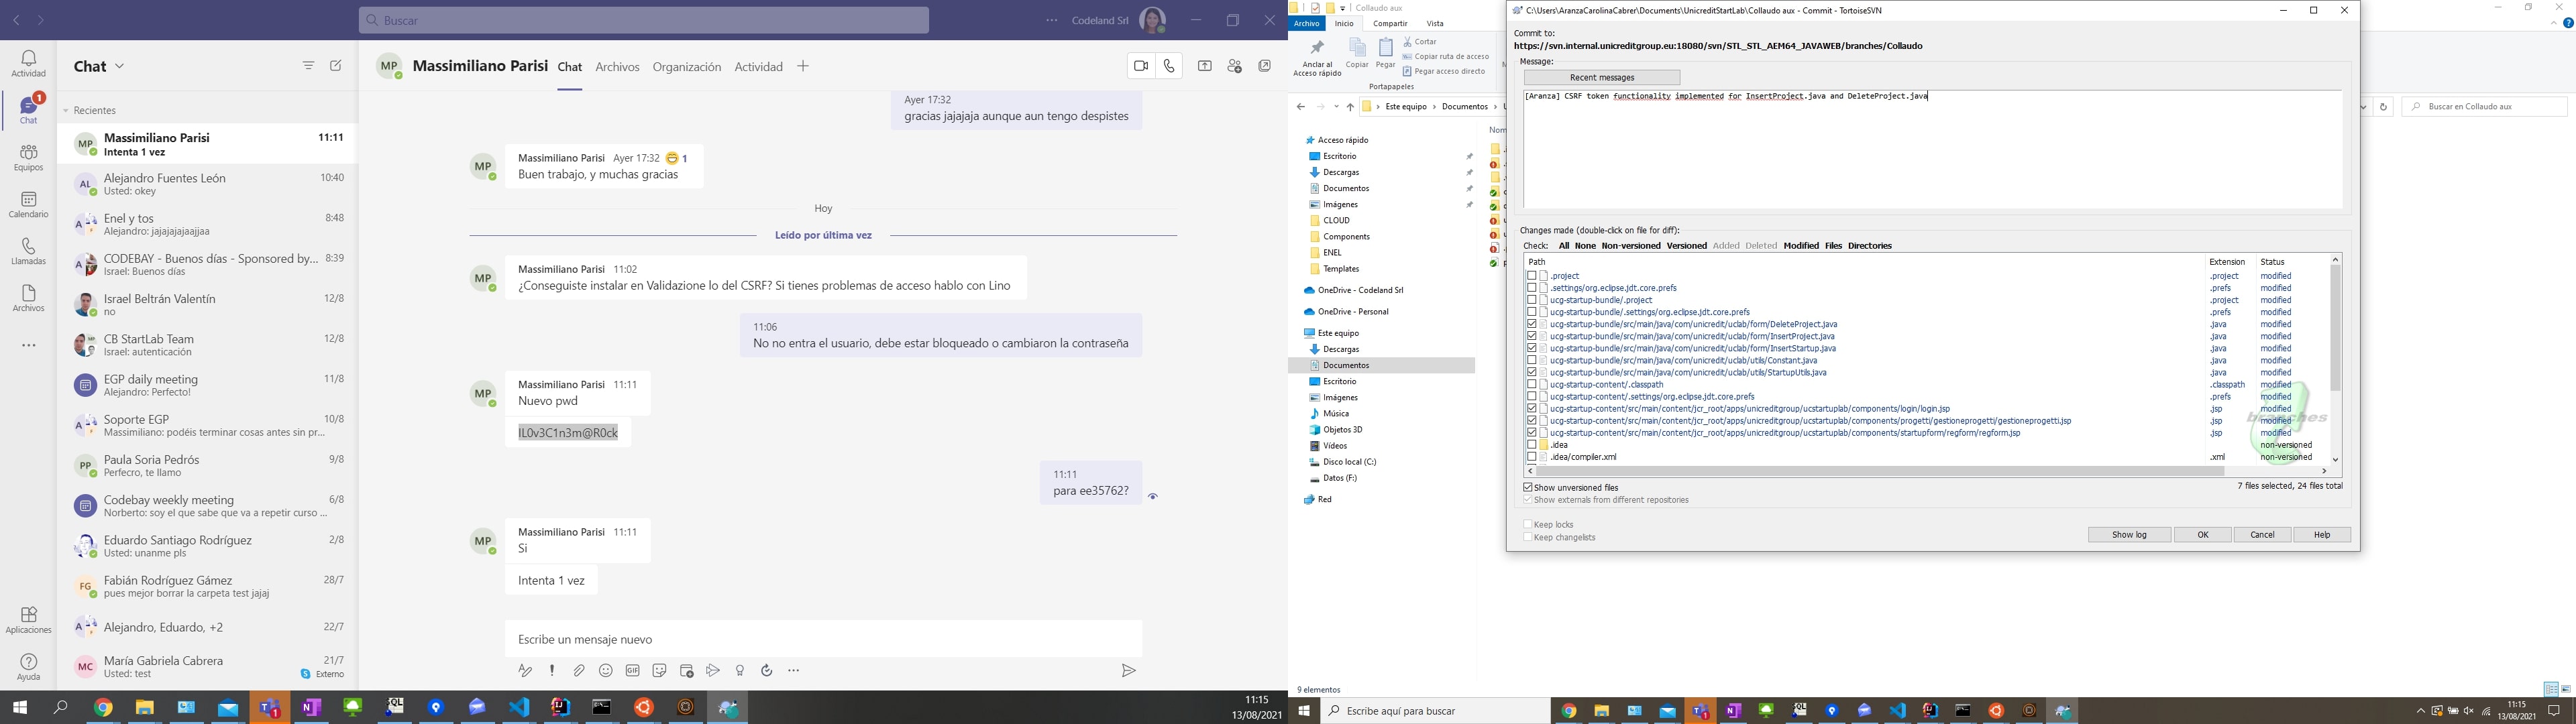 Buscar
Codeland Srl
Actividad
Chat
1
Equipos
Calendario
Llamadas
Archivos
Aplicaciones
Ayuda
Chat
Recientes
Massimiliano Parisi 11:11
Intenta 1 vez
Alejandro Fuentes León 10:40
Usted: okey
Enel y tos 8:48
Alejandro: jajajajajaajjaa
CODEBAY - Buenos días - Sponsored by... 8:39
Israel: Buenos días
Israel Beltrán Valentín 12/8
no
CB StartLab Team 12/8
Israel: autenticación
EGP daily meeting 11/8
Alejandro: Perfecto!
Soporte EGP 10/8
Massimiliano: podéis terminar cosas antes sin pr...
Paula Soria Pedrós 9/8
Perfecro, te llamo
Codebay weekly meeting 6/8
Norberto: soy el que sabe que va a repetir curso ...
Eduardo Santiago Rodríguez 2/8
Usted: unanme pls
Fabián Rodríguez Gámez 28/7
pues mejor borrar la carpeta test jajaj
Alejandro, Eduardo, +2 22/7
María Gabriela Cabrera 21/7
Usted: test Externo
MP Massimiliano Parisi Chat Archivos Organización Actividad
Ayer 17:32
gracias jajajaja aunque aun tengo despistes
Massimiliano Parisi Ayer 17:32 1
Buen trabajo, y muchas gracias
Hoy
Leído por última vez
Massimiliano Parisi 11:02
¿Conseguiste instalar en Validazione lo del CSRF? Si tienes problemas de acceso hablo con Lino
11:06
No no entra el usuario, debe estar bloqueado o cambiaron la contraseña
Massimiliano Parisi 11:11
Nuevo pwd
IL0v3C1n3m@R0ck
11:11
para ee35762?
Massimiliano Parisi 11:11
Si
Intenta 1 vez
Escribe un mensaje nuevo
11:15
13/08/2021
Collaudo aux
Archivo Inicio Compartir Vista
Anclar al
Acceso rápido
Copiar
Pegar
Cortar
Copiar ruta de acceso
Pegar acceso directo
Portapapeles
Este equipo Documentos
Buscar en Collaudo aux
Acceso rápido
Escritorio
Descargas
Documentos
Imágenes
CLOUD
Components
ENEL
Templates
OneDrive - Codeland Srl
OneDrive - Personal
Este equipo
Descargas
Documentos
Escritorio
Imágenes
Música
Objetos 3D
Vídeos
Disco local (C:)
Datos (F:)
Red
9 elementos
C:\Users\AranzaCarolinaCabrer\Documents\UnicreditStartLab\Collaudo aux - Commit - TortoiseSVN
Commit to:
https://svn.internal.unicreditgroup.eu:18080/svn/STL_STL_AEM64_JAVAWEB/branches/Collaudo
Message:
Recent messages
[Aranza] CSRF token functionality implemented for InsertProject.java and DeleteProject.java
Changes made (double-click on file for diff):
Check: All None Non-versioned Versioned Added Deleted Modified Files Directories
Path Extension Status
.project .project modified
.settings/org.eclipse.jdt.core.prefs .prefs modified
ucg-startup-bundle/.project .project modified
ucg-startup-bundle/.settings/org.eclipse.jdt.core.prefs .prefs modified
ucg-startup-bundle/src/main/java/com/unicredit/uclab/form/DeleteProject.java .java modified
ucg-startup-bundle/src/main/java/com/unicredit/uclab/form/InsertProject.java .java modified
ucg-startup-bundle/src/main/java/com/unicredit/uclab/form/InsertStartup.java .java modified
ucg-startup-bundle/src/main/java/com/unicredit/uclab/utils/Constant.java .java modified
ucg-startup-bundle/src/main/java/com/unicredit/uclab/utils/StartupUtils.java .java modified
ucg-startup-content/.classpath .classpath modified
ucg-startup-content/.settings/org.eclipse.jdt.core.prefs .prefs modified
ucg-startup-content/src/main/content/jcr_root/apps/unicreditgroup/ucstartuplab/components/login/login.jsp .jsp modified
ucg-startup-content/src/main/content/jcr_root/apps/unicreditgroup/ucstartuplab/components/progetti/gestioneprogetti/gestioneprogetti.jsp .jsp modified
ucg-startup-content/src/main/content/jcr_root/apps/unicreditgroup/ucstartuplab/components/startupform/regform/regform.jsp .jsp modified
.idea non-versioned
.idea/compiler.xml .xml non-versioned
branches
Show unversioned files
7 files selected, 24 files total
Show externals from different repositories
Keep locks
Keep changelists
Show log OK Cancel Help
Escribe aquí para buscar
11:15
13/08/2021